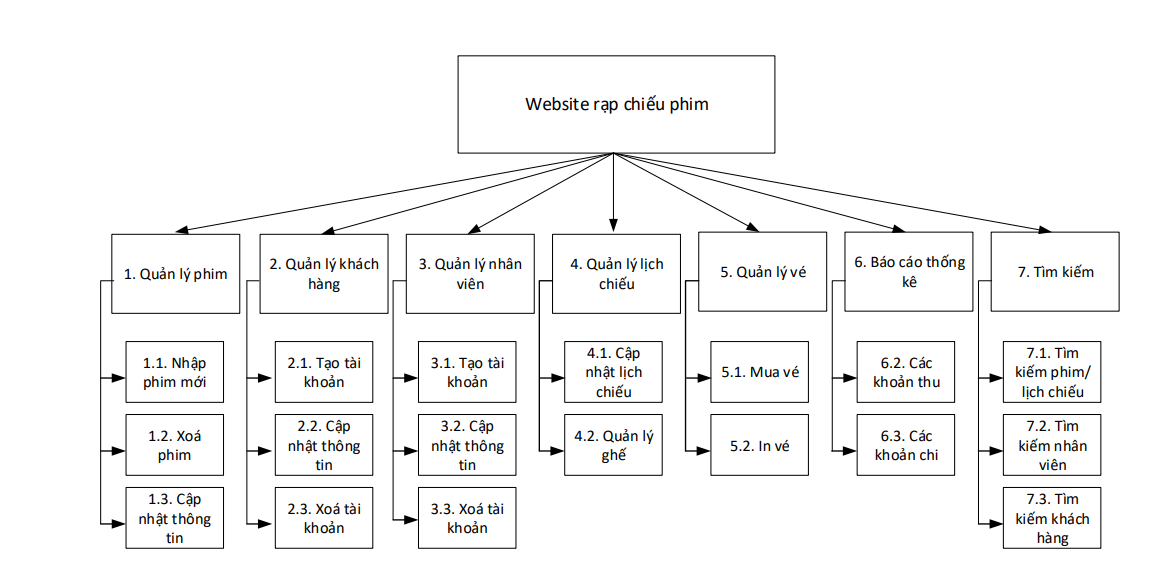 Website rạp chiếu phim
1. Quản lý phim
2. Quản lý khách
hàng
3. Quản lý nhân
viên
4. Quản lý lịch
chiếu
5. Quản lý vé
6. Báo cáo thống
kê
7. Tìm kiếm
1.1. Nhập
phim mới
1.2. Xoá
phim
1.3. Cập
nhật thông
tin
2.1. Tạo tài
khoản
2.2. Cập
nhật thông
tin
2.3. Xoá tài
khoản
3.1. Tạo tài
khoản
3.2. Cập
nhật thông
tin
3.3. Xoá tài
khoản
4.1. Cập
nhật lịch
chiếu
4.2. Quản lý
ghế
5.1. Mua vé
5.2. In vé
6.2. Các
khoản thu
6.3. Các
khoản chi
7.1. Tìm
kiếm phim/
lịch chiếu
7.2. Tìm
kiếm nhân
viên
7.3. Tìm
kiếm khách
hàng